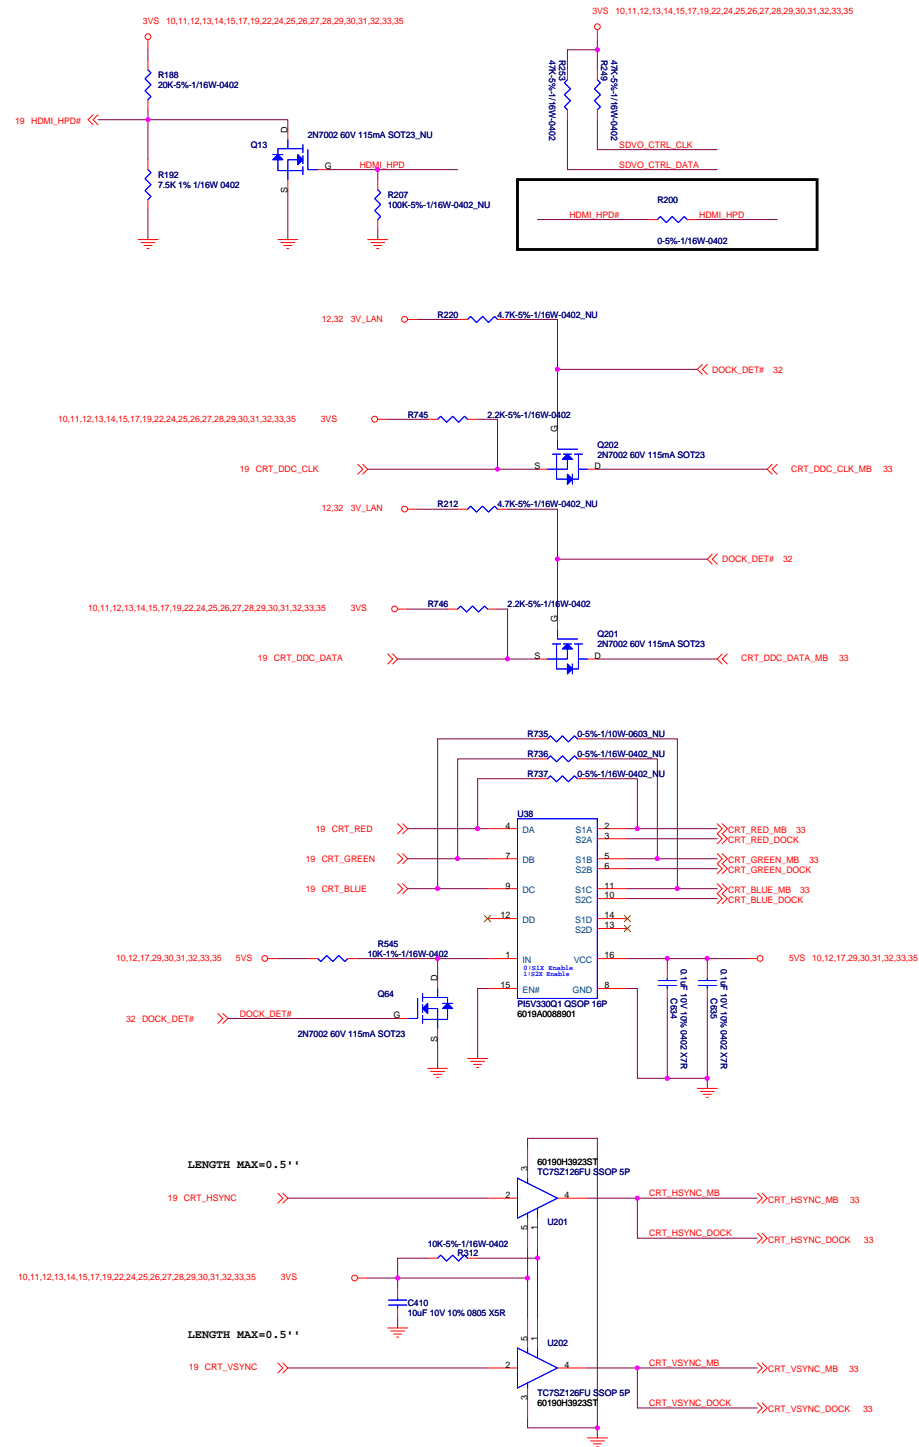 3VS 10,11,12,13,14,15,17,19,22,24,25,26,27,28,29,30,31,32,33,35
R188
20K-5%-1/16W-0402
19 HDMI_HPD#
Q13
D
S
G
2N7002 60V 115mA SOT23_NU
HDMI_HPD
R192
7.5K 1% 1/16W 0402
R207
100K-5%-1/16W-0402_NU
3VS 10,11,12,13,14,15,17,19,22,24,25,26,27,28,29,30,31,32,33,35
R253
47K-5%-1/16W-0402
R249
47K-5%-1/16W-0402
SDVO_CTRL_CLK
SDVO_CTRL_DATA
R200
HDMI_HPD#
HDMI_HPD
0-5%-1/16W-0402
12,32 3V_LAN
R220
4.7K-5%-1/16W-0402_NU
DOCK_DET# 32
10,11,12,13,14,15,17,19,22,24,25,26,27,28,29,30,31,32,33,35 3VS
R745
2.2K-5%-1/16W-0402
G
Q202
2N7002 60V 115mA SOT23
19 CRT_DDC_CLK
S
D
CRT_DDC_CLK_MB 33
12,32 3V_LAN
R212
4.7K-5%-1/16W-0402_NU
DOCK_DET# 32
10,11,12,13,14,15,17,19,22,24,25,26,27,28,29,30,31,32,33,35 3VS
R746
2.2K-5%-1/16W-0402
G
Q201
2N7002 60V 115mA SOT23
19 CRT_DDC_DATA
S
D
CRT_DDC_DATA_MB 33
R735
0-5%-1/10W-0603_NU
R736
0-5%-1/16W-0402_NU
R737
0-5%-1/16W-0402_NU
U38
19 CRT_RED
4 DA
S1A 2
CRT_RED_MB 33
S2A 3
CRT_RED_DOCK
19 CRT_GREEN
7 DB
S1B 5
CRT_GREEN_MB 33
S2B 6
CRT_GREEN_DOCK
19 CRT_BLUE
9 DC
S1C 11
CRT_BLUE_MB 33
S2C 10
CRT_BLUE_DOCK
12 DD
S1D 14
S2D 13
R545
10K-1%-1/16W-0402
10,12,17,29,30,31,32,33,35 5VS
1 IN
0:S1X Enable
1:S2X Enable
VCC 16
5VS 10,12,17,29,30,31,32,33,35
15 EN#
GND 8
PI5V330Q1 QSOP 16P
6019A0088901
0.1uF 10V 10% 0402 X7R
C634
0.1uF 10V 10% 0402 X7R
C635
Q64
D
G
S
32 DOCK_DET#
DOCK_DET#
2N7002 60V 115mA SOT23
LENGTH MAX=0.5''
60190H3923ST
TC7SZ126FU SSOP 5P
3
19 CRT_HSYNC
2
4
CRT_HSYNC_MB
CRT_HSYNC_MB 33
U201
5
1
CRT_HSYNC_DOCK
CRT_HSYNC_DOCK 33
10K-5%-1/16W-0402
R312
10,11,12,13,14,15,17,19,22,24,25,26,27,28,29,30,31,32,33,35 3VS
C410
10uF 10V 10% 0805 X5R
LENGTH MAX=0.5''
5
1
U202
19 CRT_VSYNC
2
4
CRT_VSYNC_MB
CRT_VSYNC_MB 33
3
TC7SZ126FU SSOP 5P
60190H3923ST
CRT_VSYNC_DOCK
CRT_VSYNC_DOCK 33